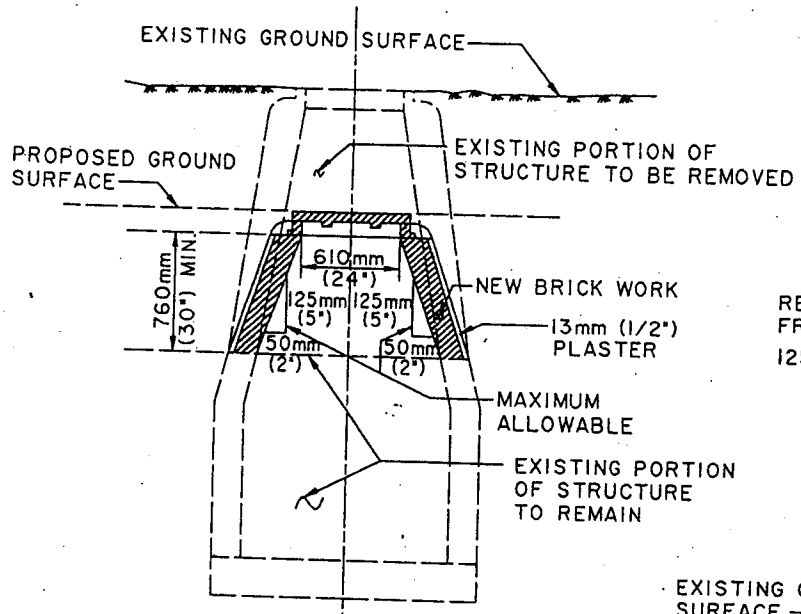 EXISTING GROUND SURFACE
EXISTING PORTION OF
STRUCTURE TO BE REMOVED
PROPOSED GROUND
SURFACE
760mm
(30") MIN.
610mm
(24")
125mm
(5")
125mm
(5")
50mm
(2")
50mm
(2")
NEW BRICK WORK
13mm (1/2")
PLASTER
MAXIMUM
ALLOWABLE
EXISTING PORTION
OF STRUCTURE
TO REMAIN
RE
FR
125
EXISTING G
SURFACE